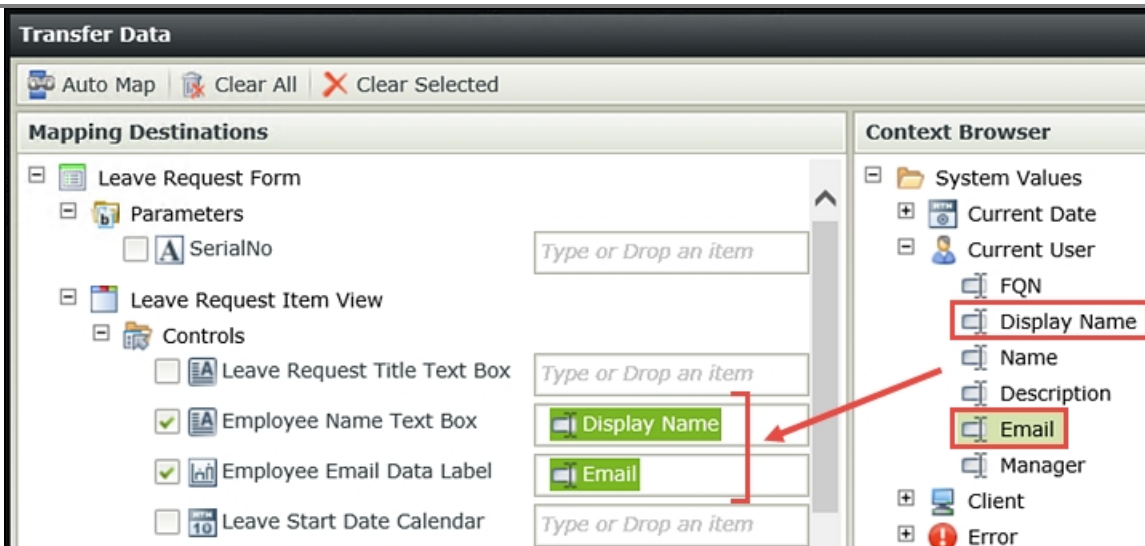 Transfer Data
Auto Map
Clear All
Clear Selected
Mapping Destinations
Leave Request Form
Parameters
SerialNo
Type or Drop an item
Leave Request Item View
Controls
Leave Request Title Text Box
Type or Drop an item
Employee Name Text Box
Display Name
Employee Email Data Label
Email
Leave Start Date Calendar
Type or Drop an item
Context Browser
System Values
Current Date
Current User
FQN
Display Name
Name
Description
Email
Manager
Client
Error